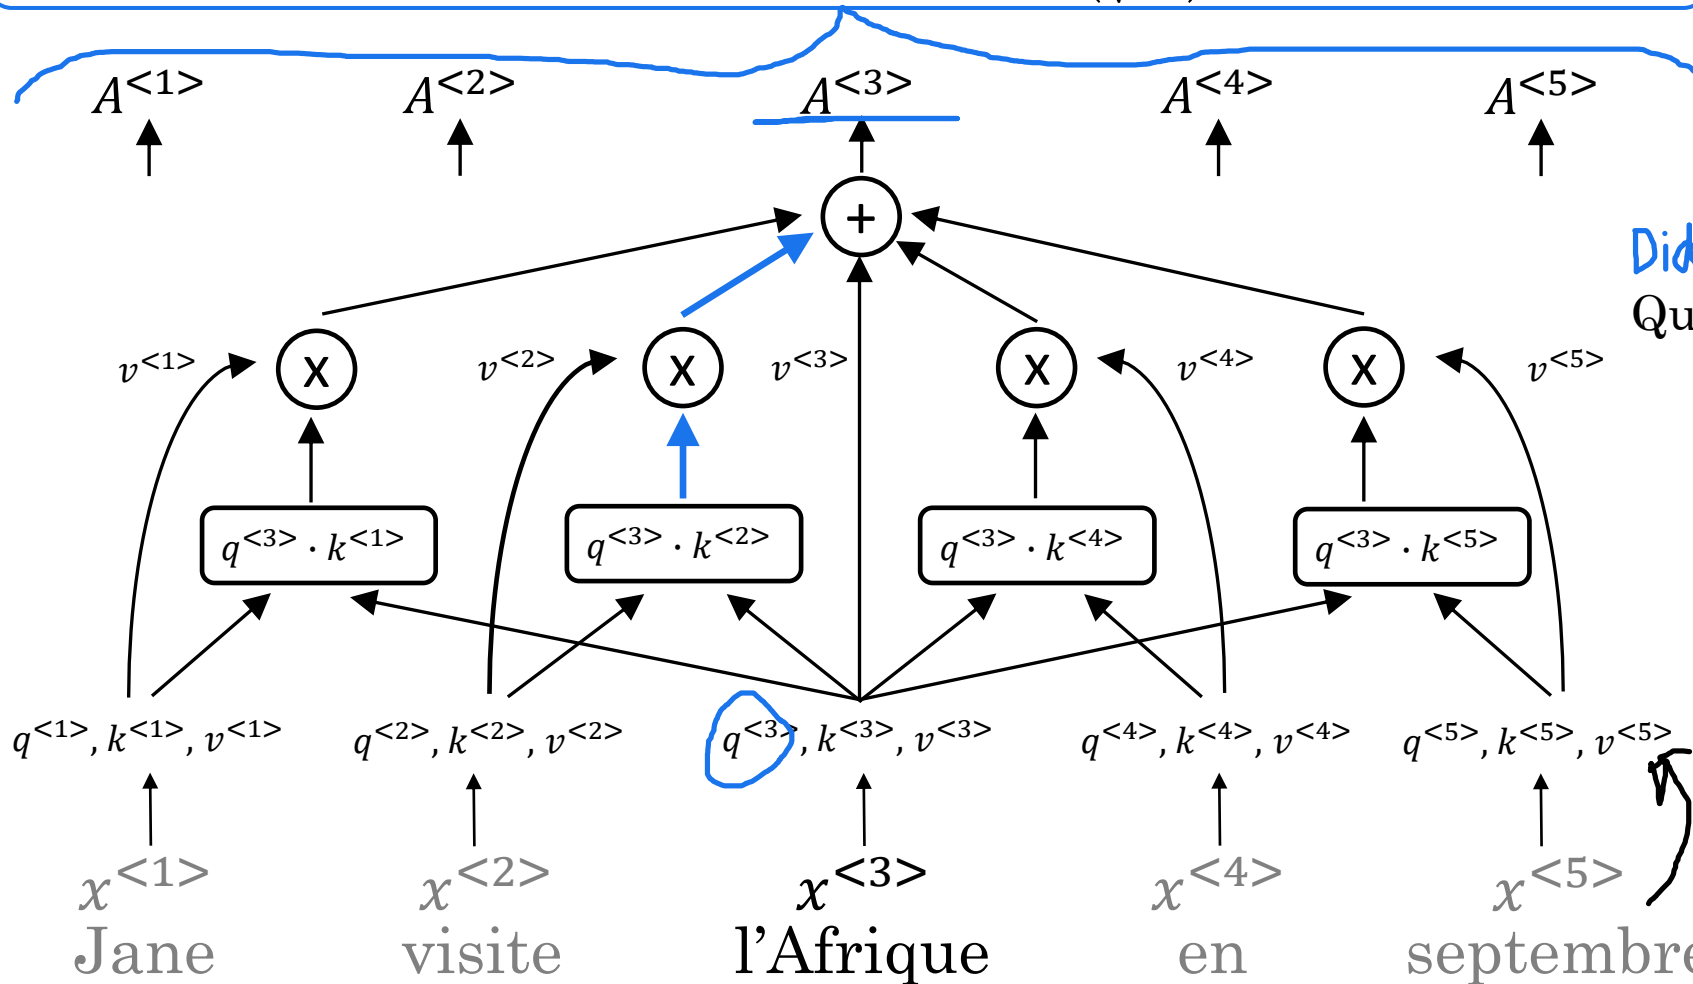 A<1> A<2> A<3> A<4> A<5>
+
Did
Qu
v<1> x v<2> x v<3> x v<4> x v<5>
q<3> · k<1> q<3> · k<2> q<3> · k<4> q<3> · k<5>
q<1>, k<1>, v<1> q<2>, k<2>, v<2> q<3>, k<3>, v<3> q<4>, k<4>, v<4> q<5>, k<5>, v<5>
x<1> x<2> x<3> x<4> x<5>
Jane visite l’Afrique en septembre